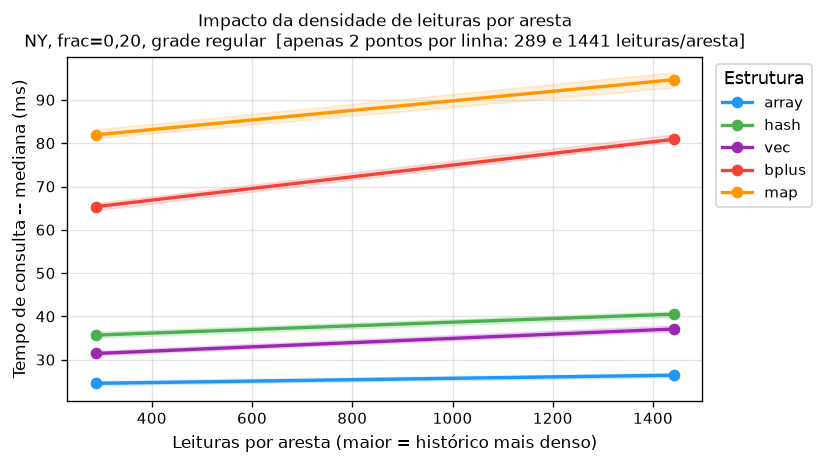 Impacto da densidade de leituras por aresta
NY, frac=0,20, grade regular  [apenas 2 pontos por linha: 289 e 1441 leituras/aresta]
Tempo de consulta -- mediana (ms)
90
80
70
60
50
40
30
400 600 800 1000 1200 1400
Leituras por aresta (maior = histórico mais denso)
Estrutura
array
hash
vec
bplus
map